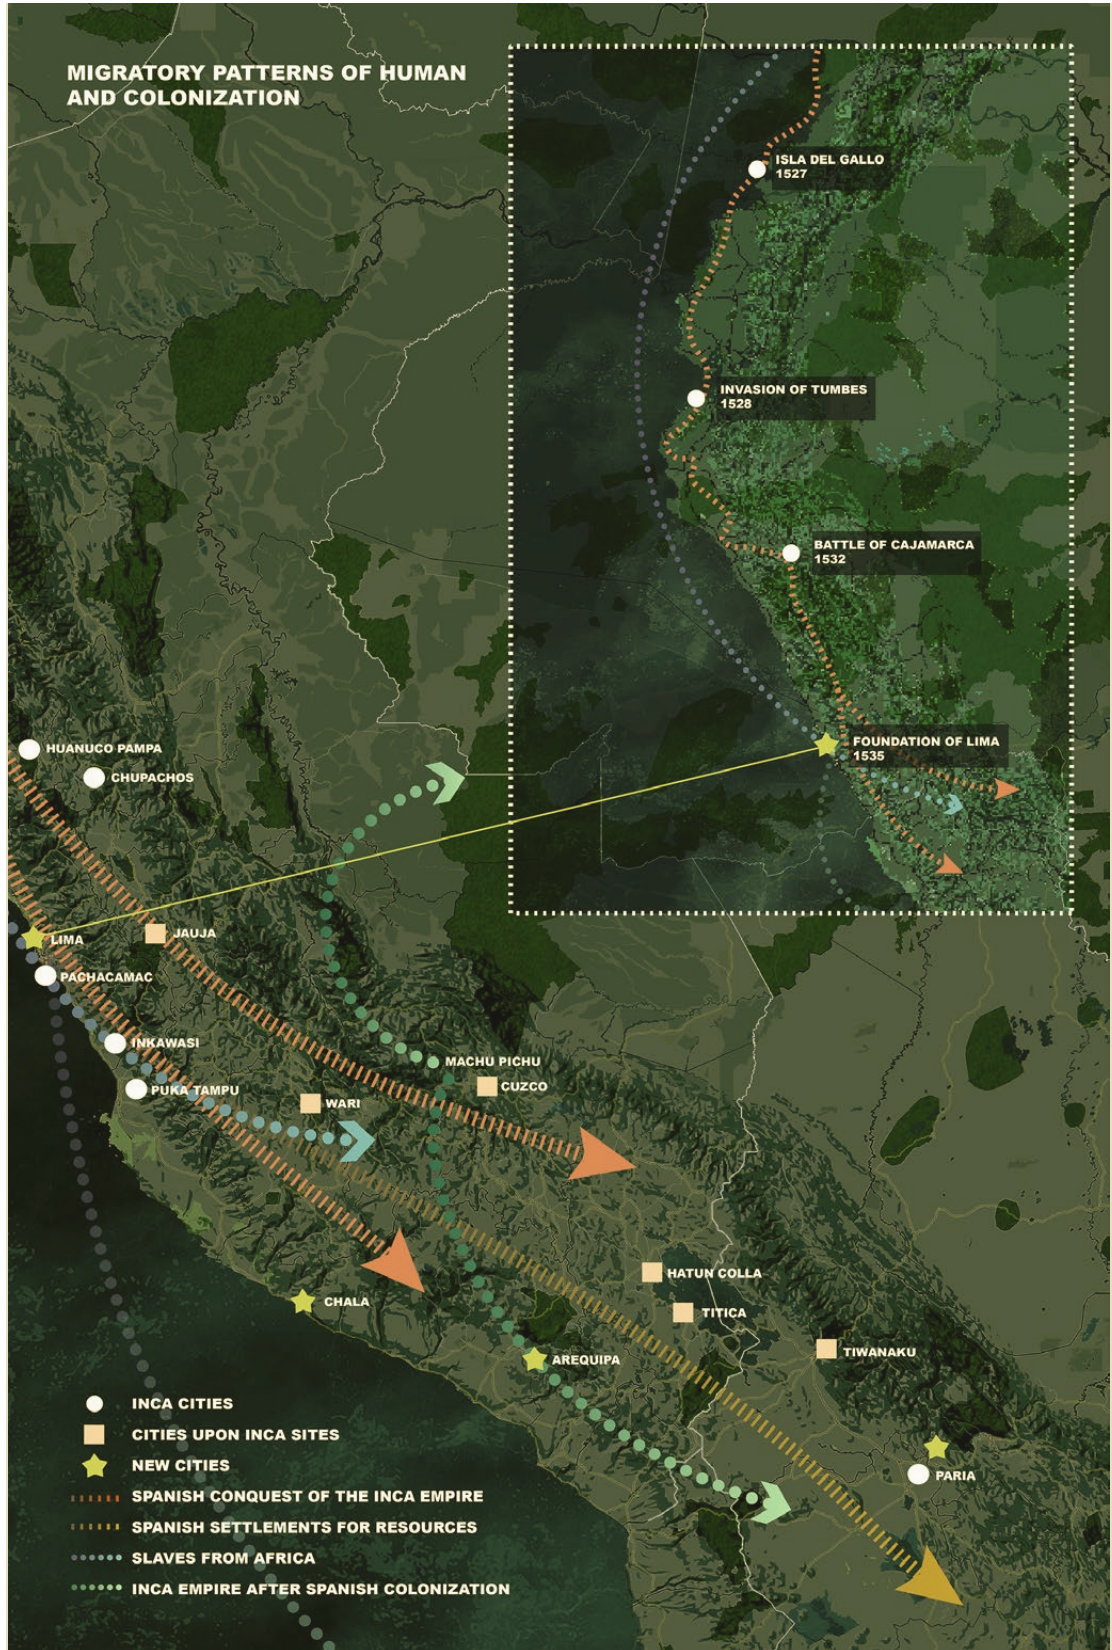 MIGRATORY PATTERNS OF HUMAN
AND COLONIZATION
ISLA DEL GALLO
1527
INVASION OF TUMBES
1528
BATTLE OF CAJAMARCA
1532
FOUNDATION OF LIMA
1535
HUANUCO PAMPA
CHUPACHOS
LIMA
JAUJA
PACHACAMAC
INKAWASI
MACHU PICHU
CUZCO
PUKA TAMPU
WARI
HATUN COLLA
CHALA
TITICA
TIWANAKU
AREQUIPA
PARIA
INCA CITIES
CITIES UPON INCA SITES
NEW CITIES
SPANISH CONQUEST OF THE INCA EMPIRE
SPANISH SETTLEMENTS FOR RESOURCES
SLAVES FROM AFRICA
INCA EMPIRE AFTER SPANISH COLONIZATION